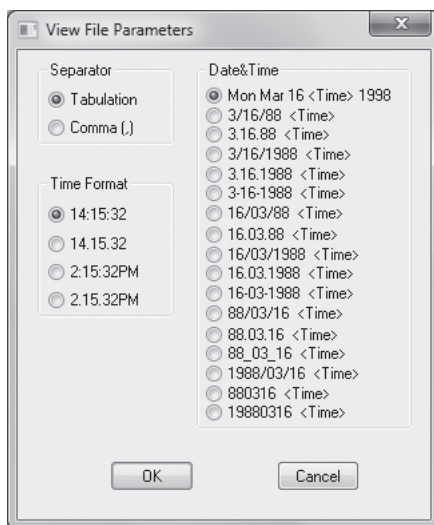 View File Parameters
Separator
Tabulation
Comma (,)
Time Format
14:15:32
14.15.32
2:15:32PM
2.15.32PM
Date&Time
Mon Mar 16 <Time> 1998
3/16/88 <Time>
3.16.88 <Time>
3/16/1988 <Time>
3.16.1988 <Time>
3-16-1988 <Time>
16/03/88 <Time>
16.03.88 <Time>
16/03/1988 <Time>
16.03.1988 <Time>
16-03-1988 <Time>
88/03/16 <Time>
88.03.16 <Time>
88_03_16 <Time>
1988/03/16 <Time>
880316 <Time>
19880316 <Time>
OK
Cancel